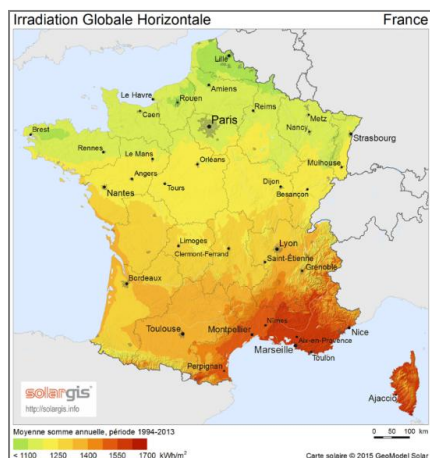 Irradiation Globale Horizontale France
Lille
Amiens
Le Havre
Rouen
Caen
Reims
Metz
Paris
Nancy
Strasbourg
Brest
Rennes
Le Mans
Orléans
Mulhouse
Angers
Tours
Nantes
Dijon
Besançon
Limoges
Clermont-Ferrand
Lyon
Saint-Étienne
Grenoble
Bordeaux
Toulouse
Montpellier
Nîmes
Aix-en-Provence
Nice
Marseille
Toulon
Perpignan
Ajaccio
solargis
http://solargis.info
Moyenne somme annuelle, période 1994-2013
0 50 100 km
< 1100 1250 1400 1550 1700 kWh/m²
Carte solaire © 2015 GeoModel Solar